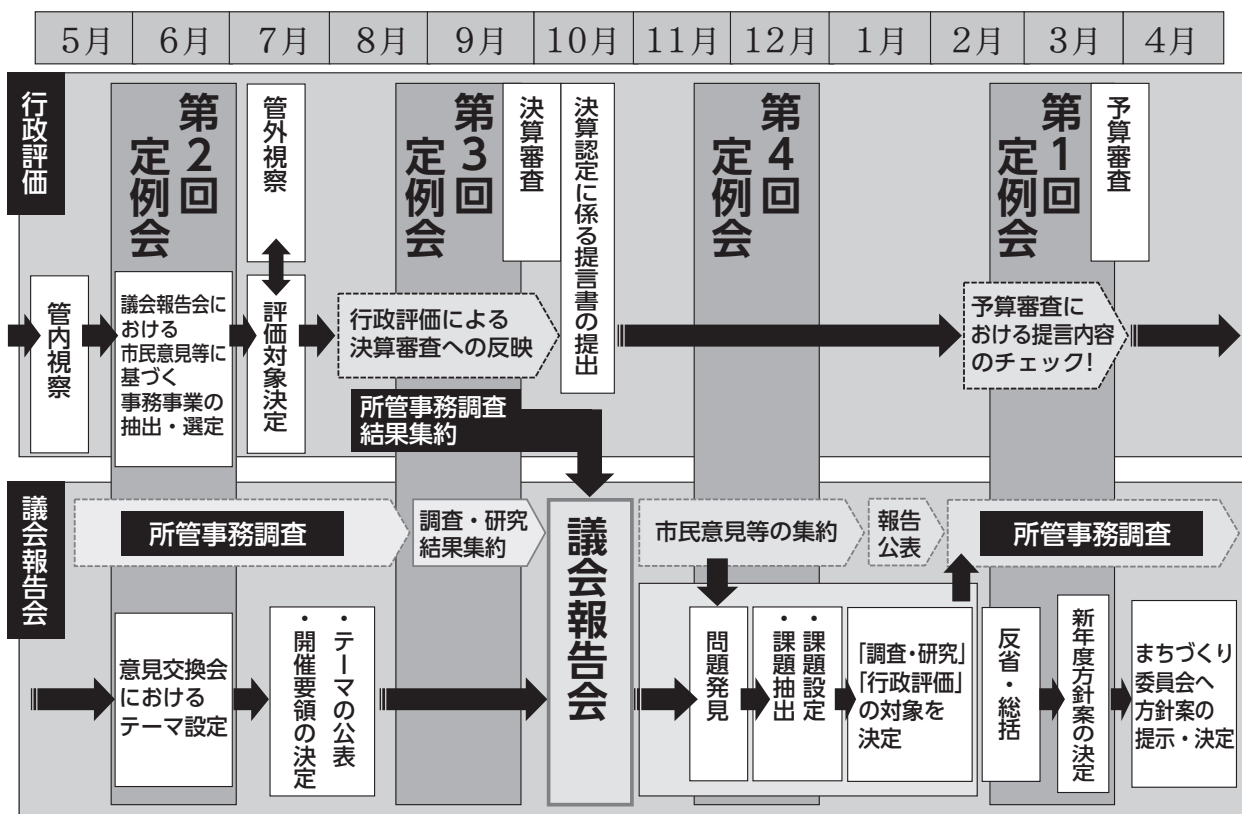 5月
6月
7月
8月
9月
10月
11月
12月
1月
2月
3月
4月
行政評価
管内視察
第2回
定例会
議会報告会に
おける
市民意見等に
基づく
事務事業の
抽出・選定
管外視察
評価対象決定
第3回
定例会
行政評価による
決算審査への反映
決算審査
決算認定に係る提言書の提出
所管事務調査
結果集約
第4回
定例会
第1回
定例会
予算審査
予算審査に
おける提言内容
のチェック!
議会報告会
所管事務調査
調査・研究
結果集約
議会報告会
市民意見等の集約
報告
公表
所管事務調査
意見交換会
における
テーマ設定
・テーマの公表
・開催要領の決定
問題発見
・課題設定
・課題抽出
「調査・研究」
「行政評価」
の対象を
決定
反省・総括
新年度方針案の決定
まちづくり
委員会へ
方針案の
提示・決定